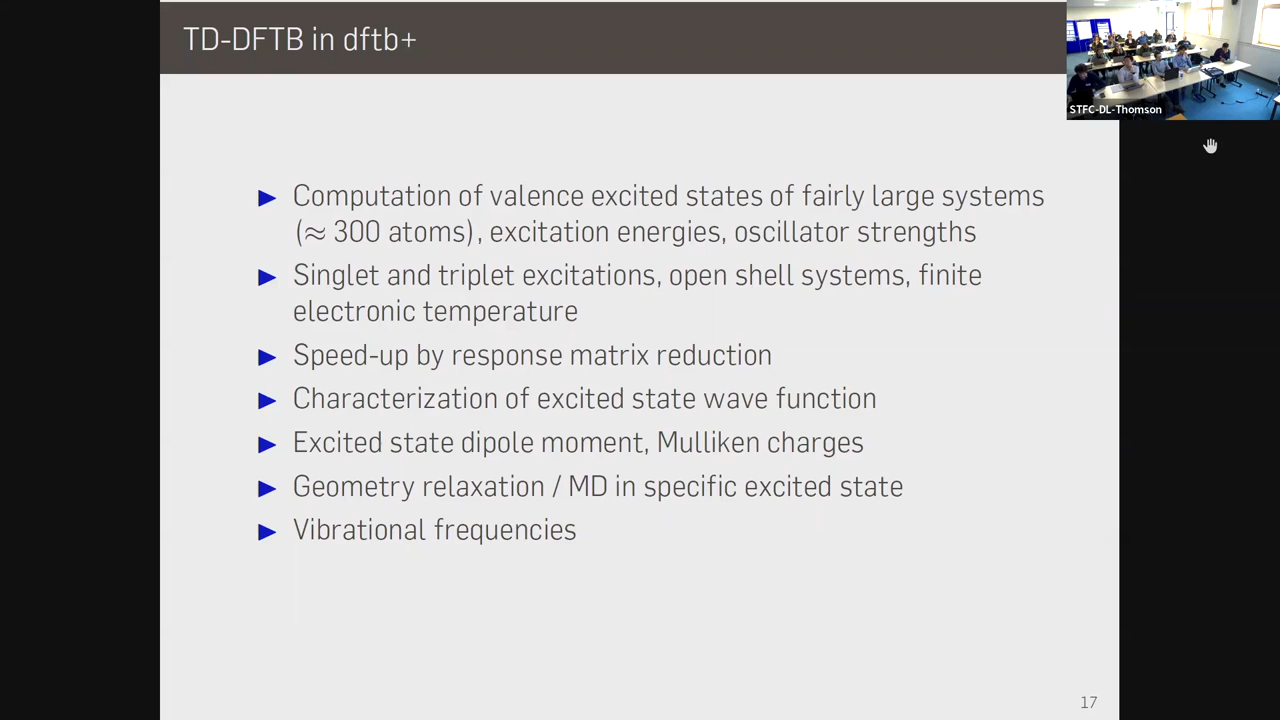 TD-DFTB in dftb+
STFC-DL-Thomson
► Computation of valence excited states of fairly large systems
(≈ 300 atoms), excitation energies, oscillator strengths
► Singlet and triplet excitations, open shell systems, finite
electronic temperature
► Speed-up by response matrix reduction
► Characterization of excited state wave function
► Excited state dipole moment, Mulliken charges
► Geometry relaxation / MD in specific excited state
► Vibrational frequencies
17